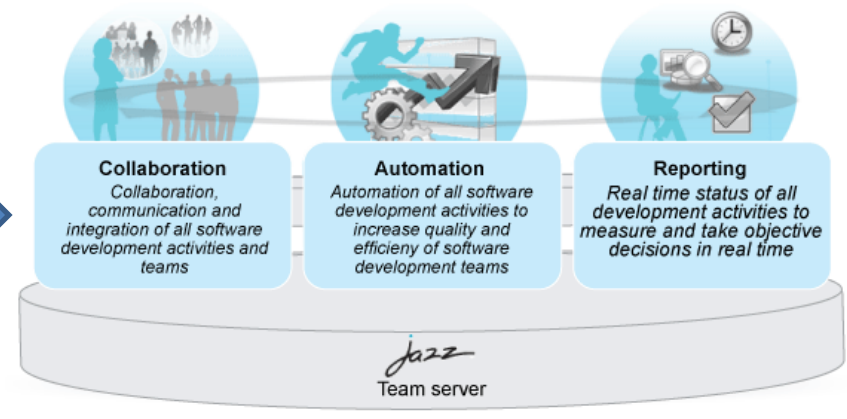 Collaboration
Collaboration,
communication and
integration of all software
development activities and
teams
Automation
Automation of all software
development activities to
increase quality and
efficieny of software
development teams
Reporting
Real time status of all
development activities to
measure and take objective
decisions in real time
jazz
Team server